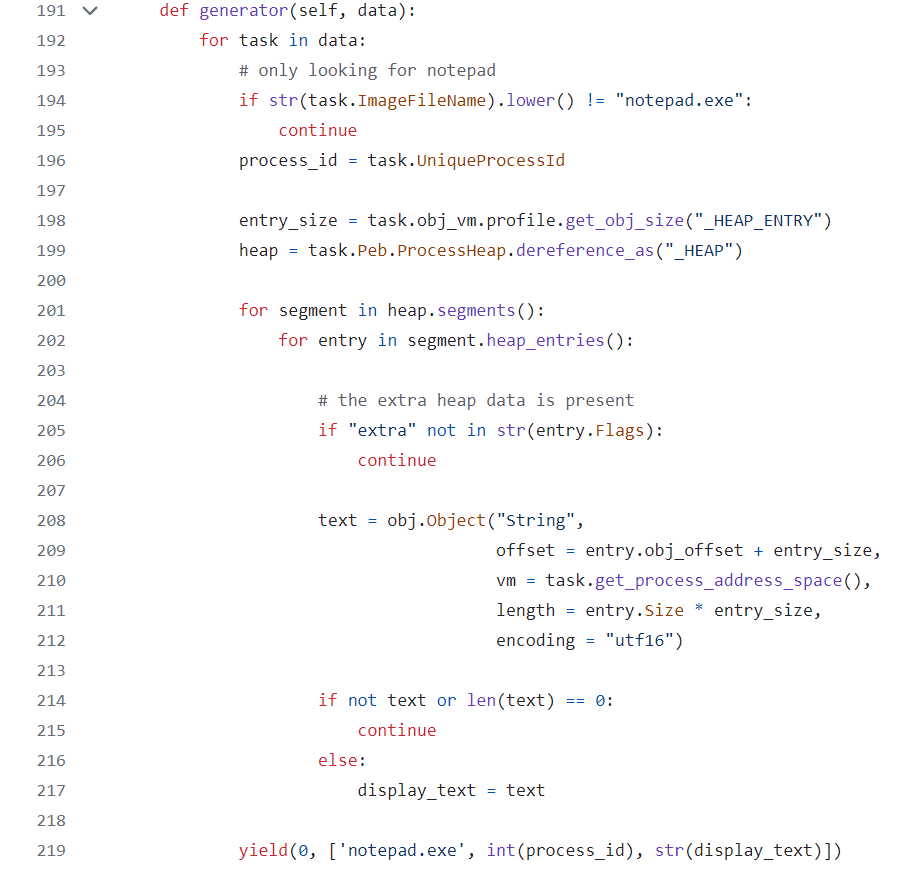 191 def generator(self, data):
192 for task in data:
193 # only looking for notepad
194 if str(task.ImageFileName).lower() != "notepad.exe":
195 continue
196 process_id = task.UniqueProcessId
197
198 entry_size = task.obj_vm.profile.get_obj_size("_HEAP_ENTRY")
199 heap = task.Peb.ProcessHeap.dereference_as("_HEAP")
200
201 for segment in heap.segments():
202 for entry in segment.heap_entries():
203
204 # the extra heap data is present
205 if "extra" not in str(entry.Flags):
206 continue
207
208 text = obj.Object("String",
209 offset = entry.obj_offset + entry_size,
210 vm = task.get_process_address_space(),
211 length = entry.Size * entry_size,
212 encoding = "utf16")
213
214 if not text or len(text) == 0:
215 continue
216 else:
217 display_text = text
218
219 yield(0, ['notepad.exe', int(process_id), str(display_text)])